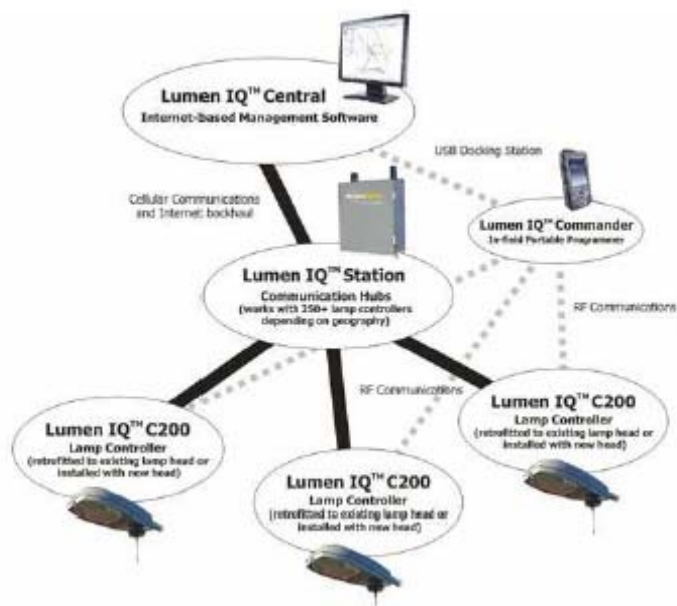 Lumen IQ™ Central
Internet-based Management Software
USB Docking Station
Cellular Communications
and Internet backhaul
Lumen IQ™ Commander
In-field Portable Programmer
Lumen IQ™ Station
Communication Hubs
(works with 250+ lamp controllers
depending on geography)
RF Communications
RF Communications
Lumen IQ™ C200
Lamp Controller
(retrofitted to existing lamp head or
installed with new head)
Lumen IQ™ C200
Lamp Controller
(retrofitted to existing lamp head or
installed with new head)
Lumen IQ™ C200
Lamp Controller
(retrofitted to existing lamp head or
installed with new head)